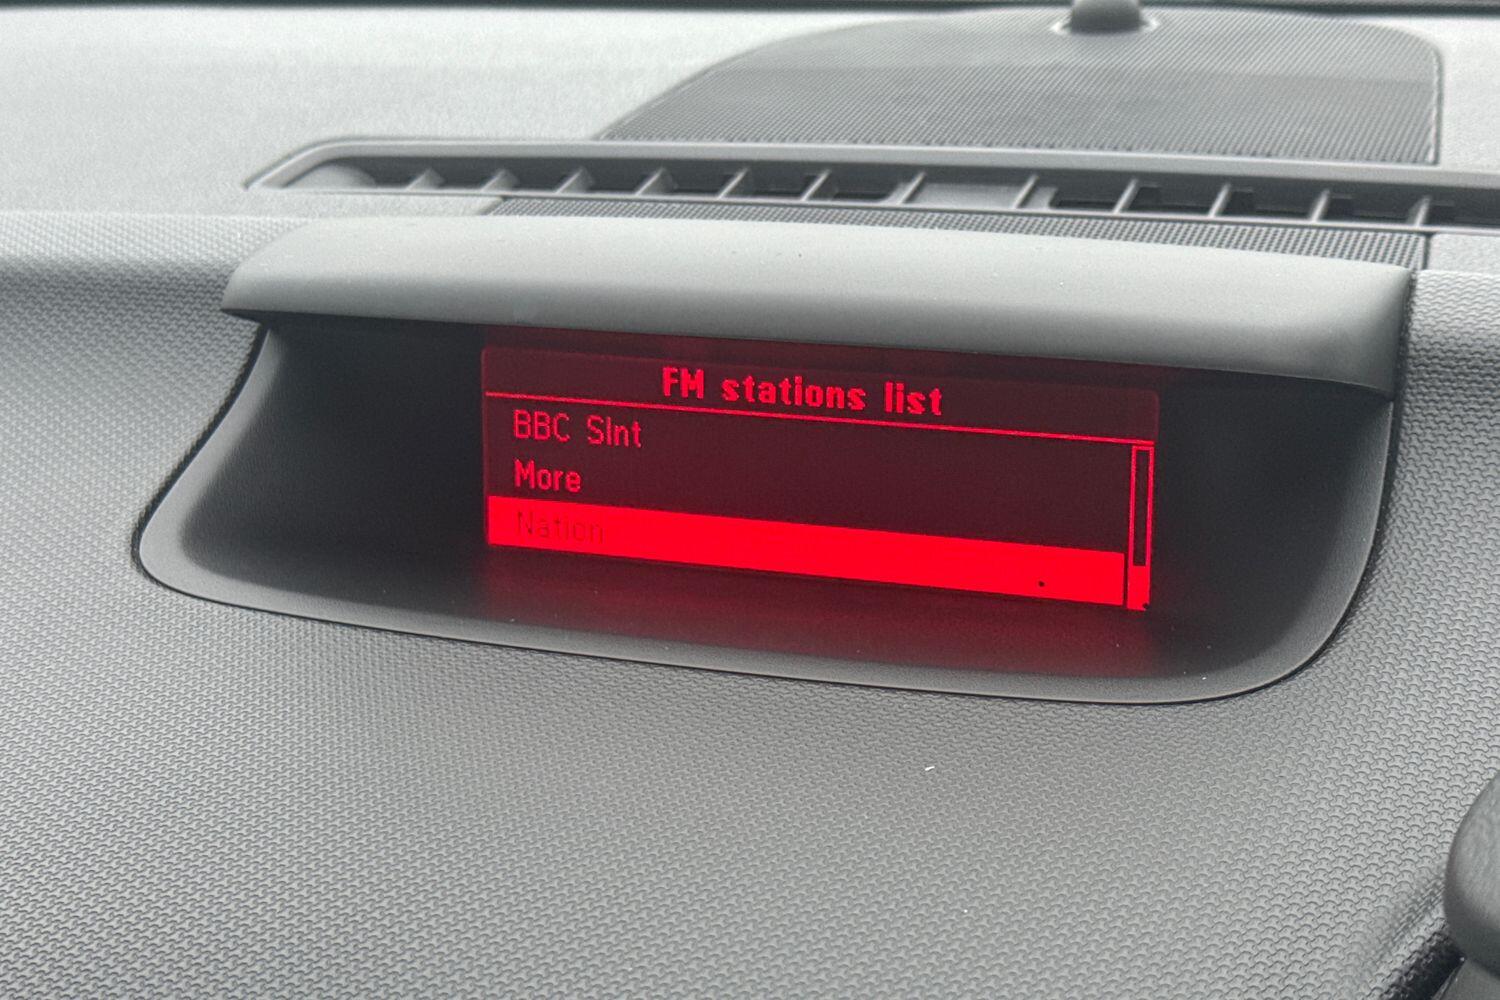 FM stations list
BBC Slnt
More
Nation